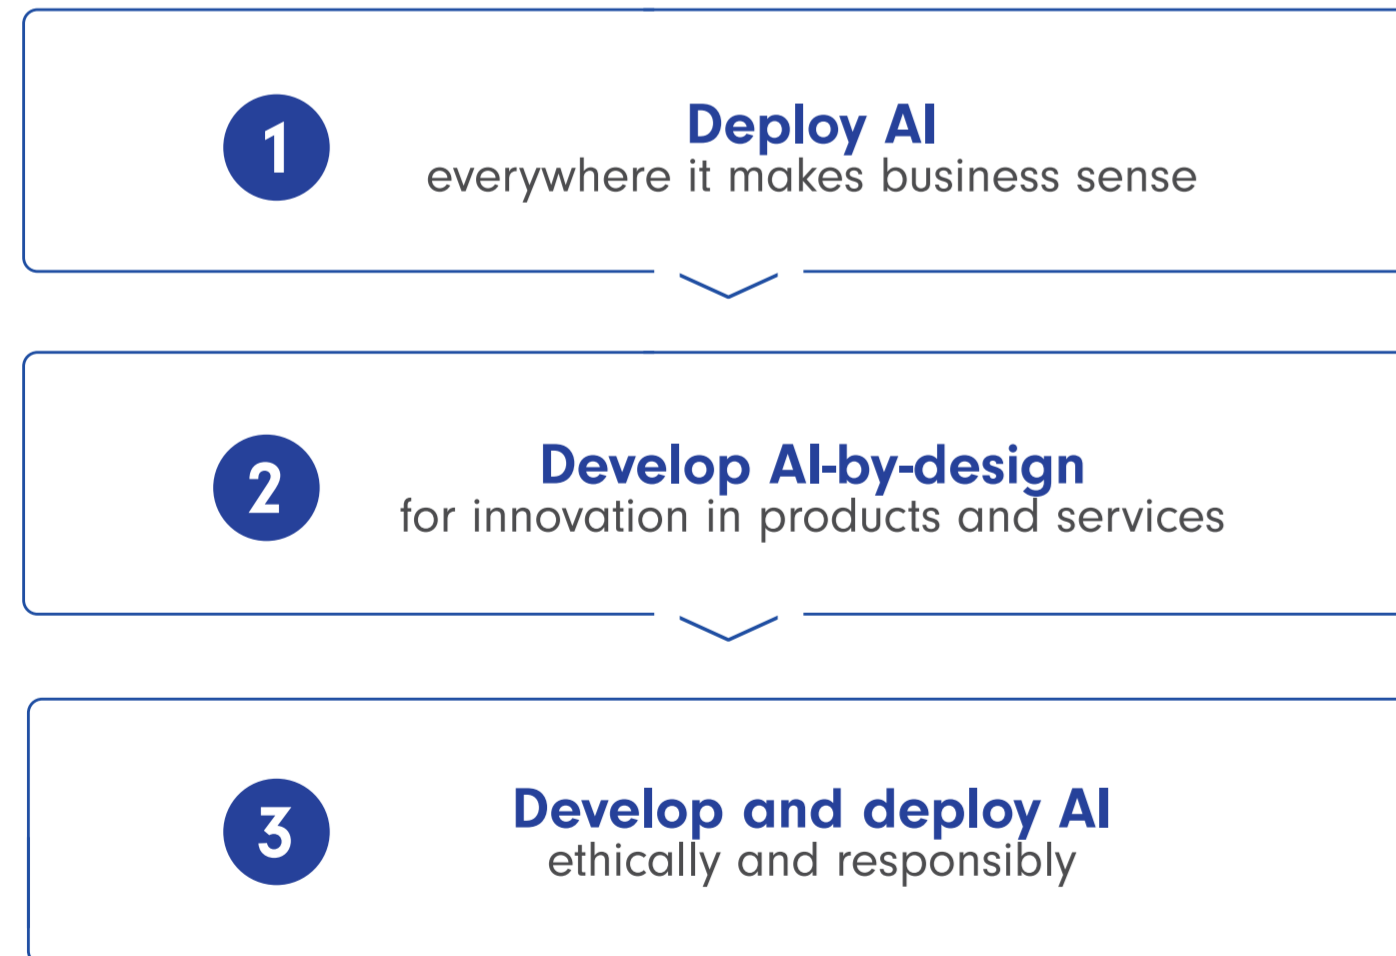 1
Deploy AI
everywhere it makes business sense
2
Develop AI-by-design
for innovation in products and services
3
Develop and deploy AI
ethically and responsibly